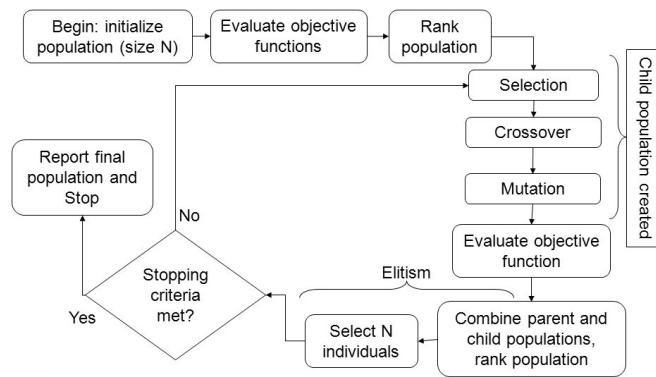 Begin: initialize
population (size N)
Evaluate objective
functions
Rank
population
Selection
Crossover
Mutation
Child population created
Evaluate objective
function
Combine parent and
child populations,
rank population
Elitism
Select N
individuals
Stopping
criteria
met?
No
Yes
Report final
population and
Stop